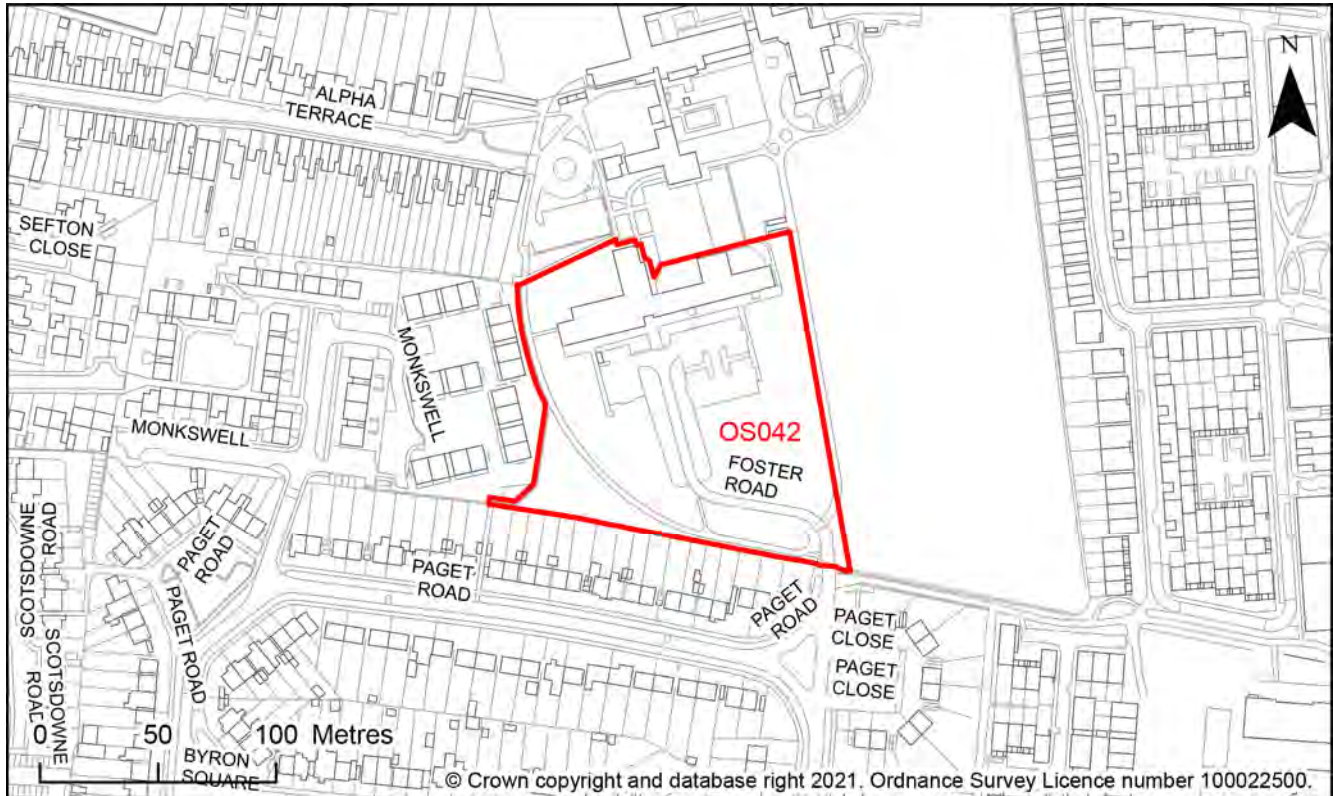 N
ALPHA
TERRACE
SEFTON
CLOSE
MONKSWELL
MONKSWELL
OS042
FOSTER
ROAD
SCOTSDOWNE
ROAD
SCOTSDOWNE
ROAD
PAGET
ROAD
PAGET ROAD
PAGET
ROAD
PAGET
ROAD
PAGET
CLOSE
PAGET
CLOSE
BYRON
SQUARE
0 50 100 Metres
© Crown copyright and database right 2021. Ordnance Survey Licence number 100022500.